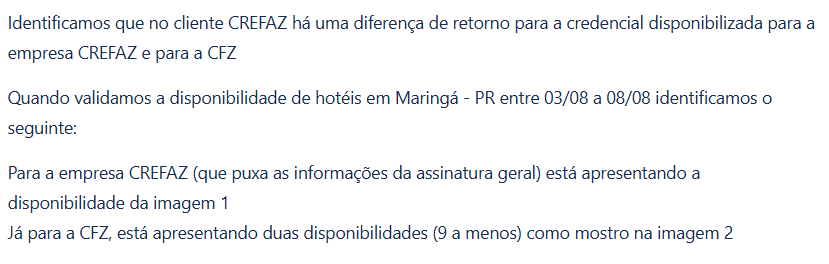 Identificamos que no cliente CREFAZ há uma diferença de retorno para a credencial disponibilizada para a
empresa CREFAZ e para a CFZ
Quando validamos a disponibilidade de hotéis em Maringá - PR entre 03/08 a 08/08 identificamos o
seguinte:
Para a empresa CREFAZ (que puxa as informações da assinatura geral) está apresentando a
disponibilidade da imagem 1
Já para a CFZ, está apresentando duas disponibilidades (9 a menos) como mostro na imagem 2